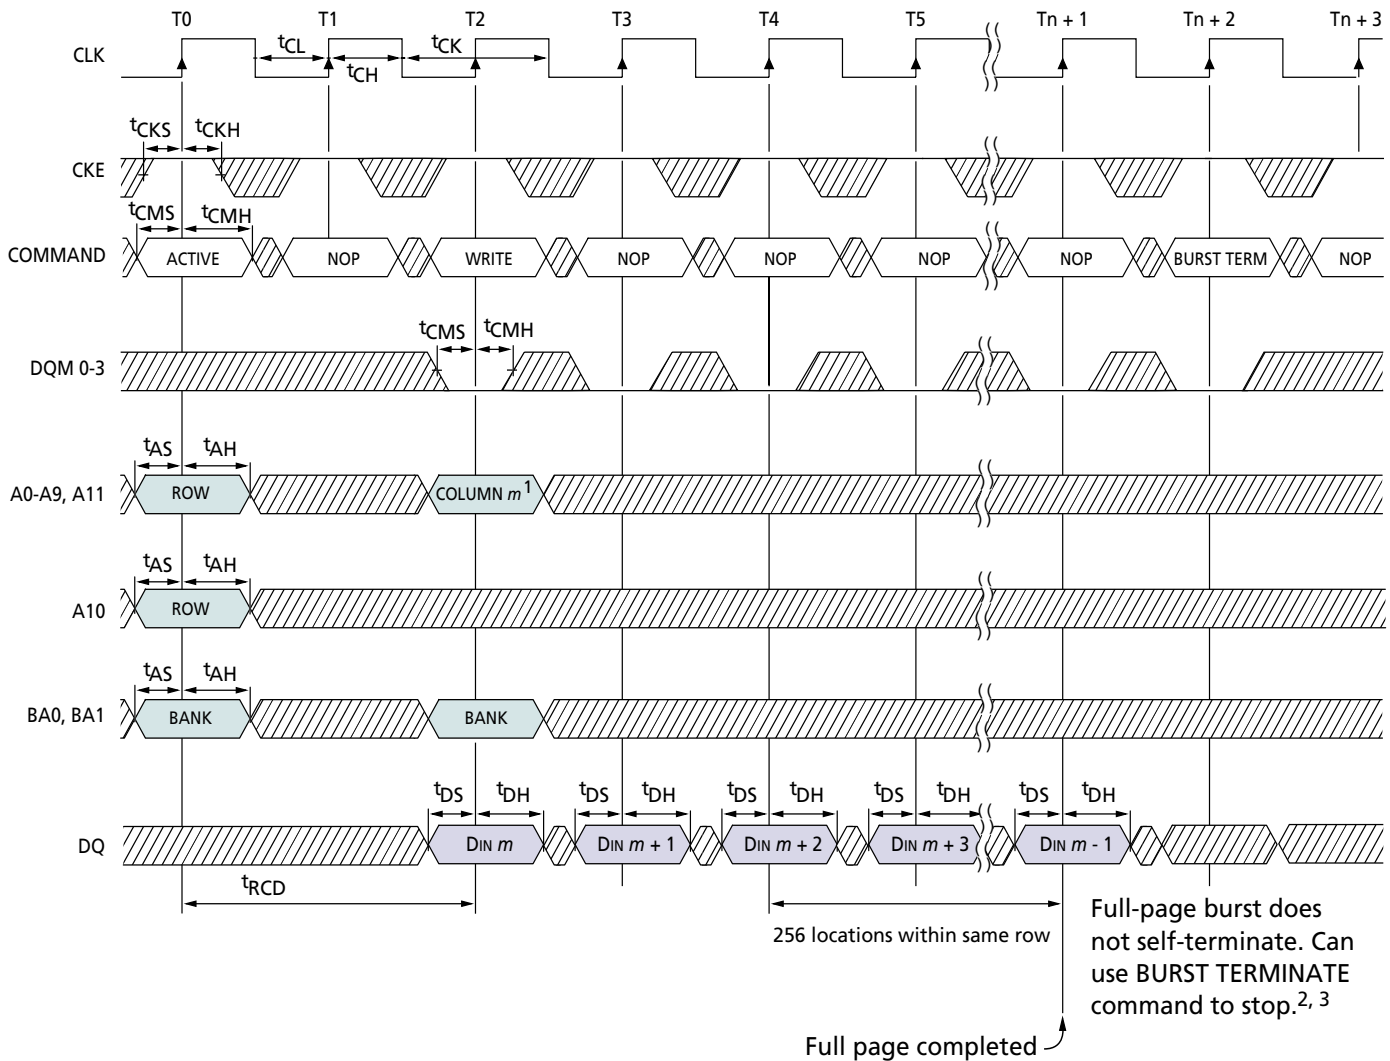 T0 T1 T2 T3 T4 T5 Tn + 1 Tn + 2 Tn + 3
CLK tCL tCH tCK
CKE tCKS tCKH
tCMS tCMH
COMMAND ACTIVE NOP WRITE NOP NOP NOP NOP BURST TERM NOP
tCMS tCMH
DQM 0-3
tAS tAH
A0-A9, A11 ROW COLUMN m1
tAS tAH
A10 ROW
tAS tAH
BA0, BA1 BANK BANK
tDS tDH tDS tDH tDS tDH tDS tDH tDS tDH
DQ DIN m DIN m + 1 DIN m + 2 DIN m + 3 DIN m - 1
tRCD
256 locations within same row
Full-page burst does
not self-terminate. Can
use BURST TERMINATE
command to stop.2, 3
Full page completed